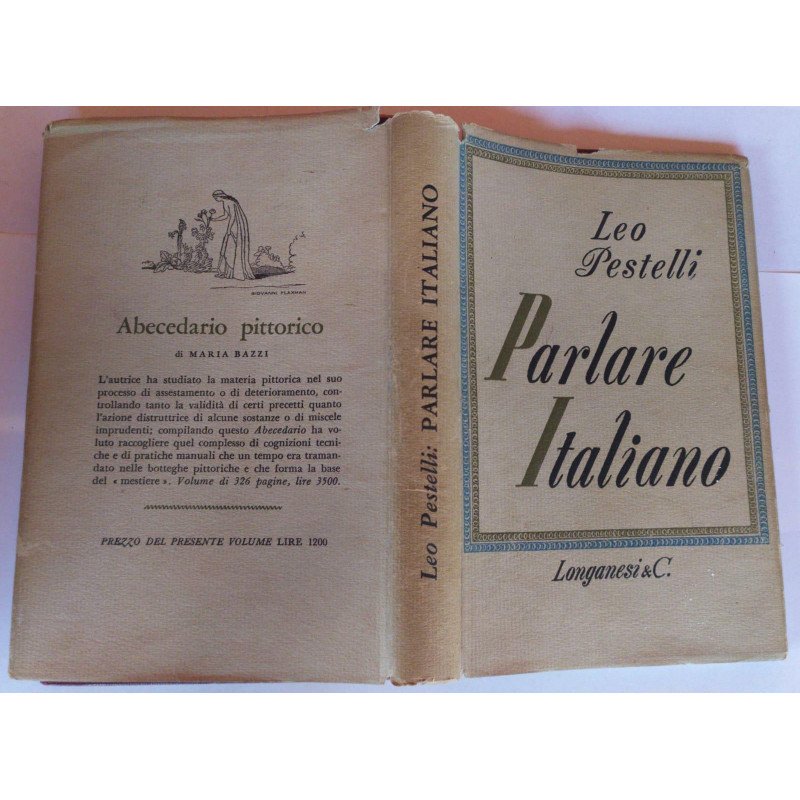 GIOVANNI FLAXMAN
Abecedario pittorico
di MARIA BAZZI
L'autrice ha studiato la materia pittorica nel suo
processo di assestamento o di deterioramento, con-
trollando tanto la validità di certi precetti quanto
l'azione distruttrice di alcune sostanze o di miscele
imprudenti; compilando questo Abecedario ha vo-
luto raccogliere quel complesso di cognizioni tecni-
che e di pratiche manuali che un tempo era traman-
dato nelle botteghe pittoriche e che forma la base
del « mestiere ». Volume di 326 pagine, lire 3500.
PREZZO DEL PRESENTE VOLUME LIRE 1200
Leo Pestelli: PARLARE ITALIANO
Leo
Pestelli
Parlare
Italiano
Longanesi & C.